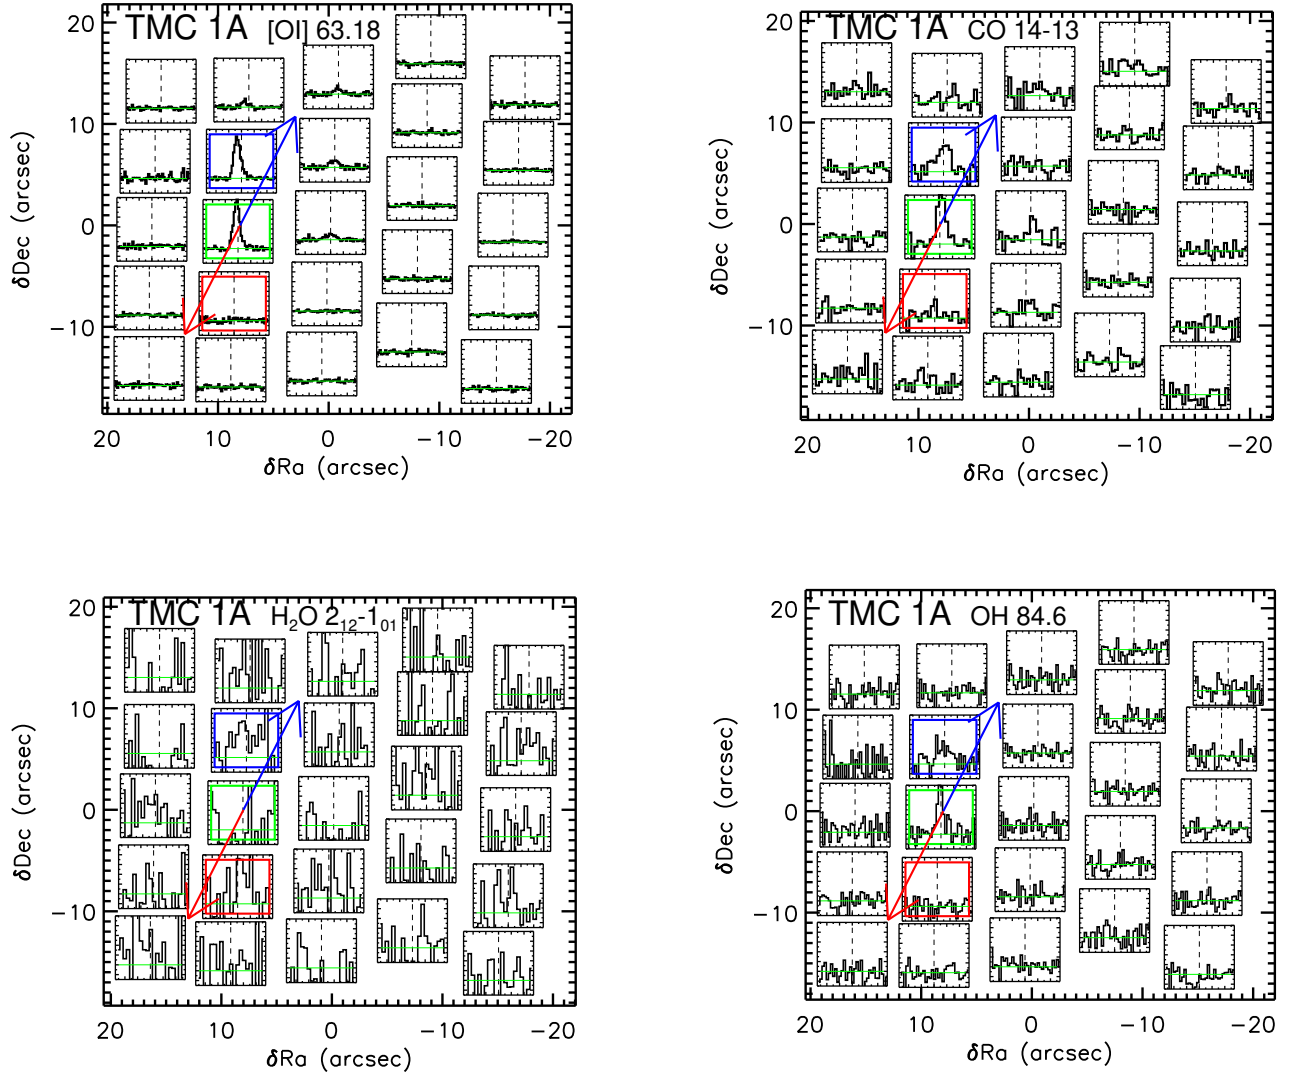 TMC 1A [OI] 63.18
20
10
0
−10
δDec (arcsec)
20 10 0 −10 −20
δRa (arcsec)
TMC 1A CO 14-13
20
10
0
−10
δDec (arcsec)
20 10 0 −10 −20
δRa (arcsec)
TMC 1A H₂O 2₁₂-1₀₁
20
10
0
−10
δDec (arcsec)
20 10 0 −10 −20
δRa (arcsec)
TMC 1A OH 84.6
20
10
0
−10
δDec (arcsec)
20 10 0 −10 −20
δRa (arcsec)